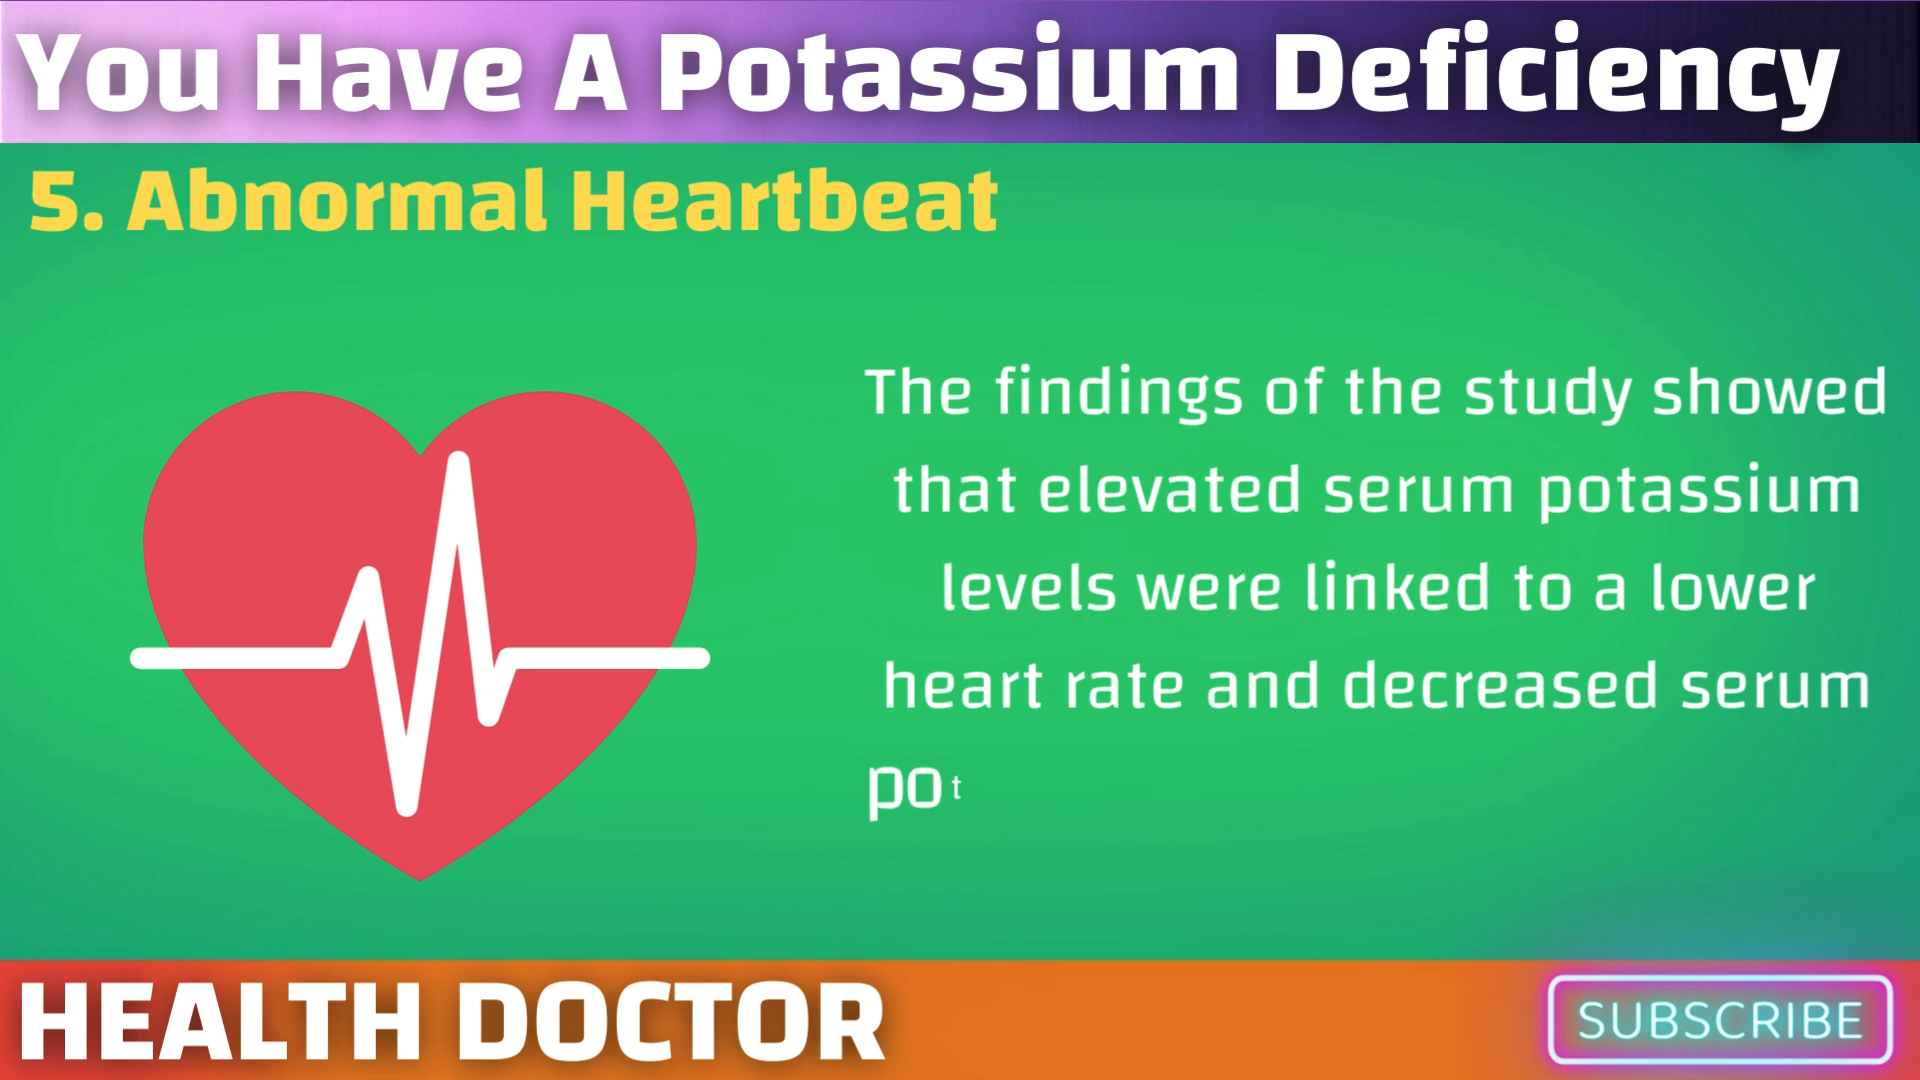 You Have A Potassium Deficiency
5. Abnormal Heartbeat
The findings of the study showed
that elevated serum potassium
levels were linked to a lower
heart rate and decreased serum
pot
HEALTH DOCTOR
SUBSCRIBE